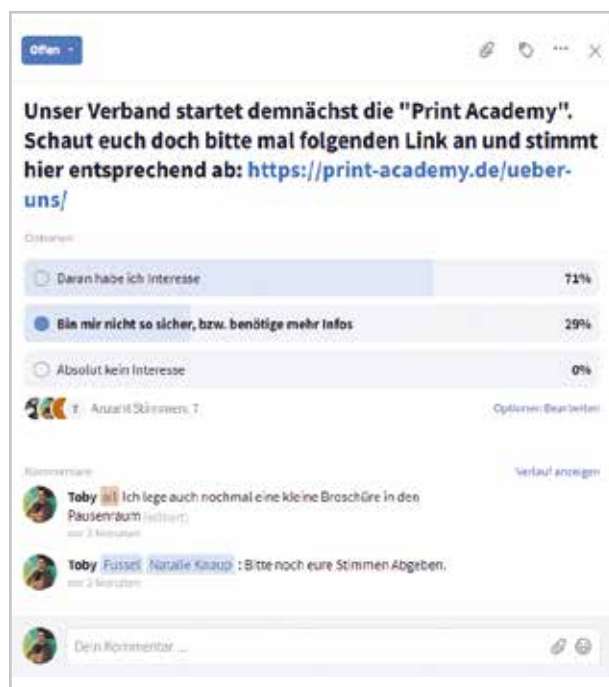 Offen
Unser Verband startet demnächst die "Print Academy".
Schaut euch doch bitte mal folgenden Link an und stimmt
hier entsprechend ab: https://print-academy.de/ueber-
uns/
Optionen
Daran habe ich Interesse 71%
Bin mir nicht so sicher, bzw. benötige mehr Infos 29%
Absolut kein Interesse 0%
7 Anzahl Stimmen: 7 Optionen Bearbeiten
Kommentare Verlauf anzeigen
Toby all Ich lege auch nochmal eine kleine Broschüre in den
Pausenraum (editiert)
vor 3 Monaten
Toby Fussel Natalie Knaup : Bitte noch eure Stimmen Abgeben.
Monaten
Dein Kommentar ...